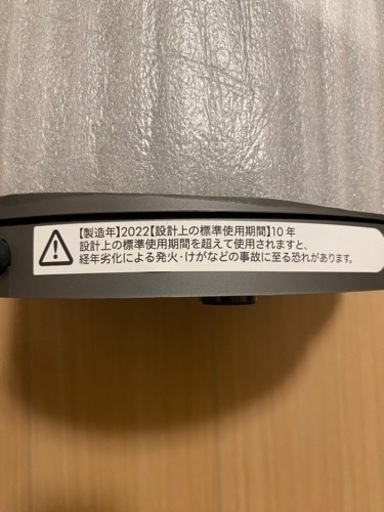 【製造年】2022【設計上の標準使用期間】10年
設計上の標準使用期間を超えて使用されますと、
経年劣化による発火・けがなどの事故に至る恐れがあります。